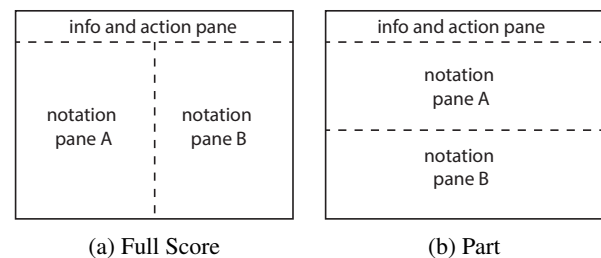 info and action pane
notation
pane A
notation
pane B
(a) Full Score
info and action pane
notation
pane A
notation
pane B
(b) Part